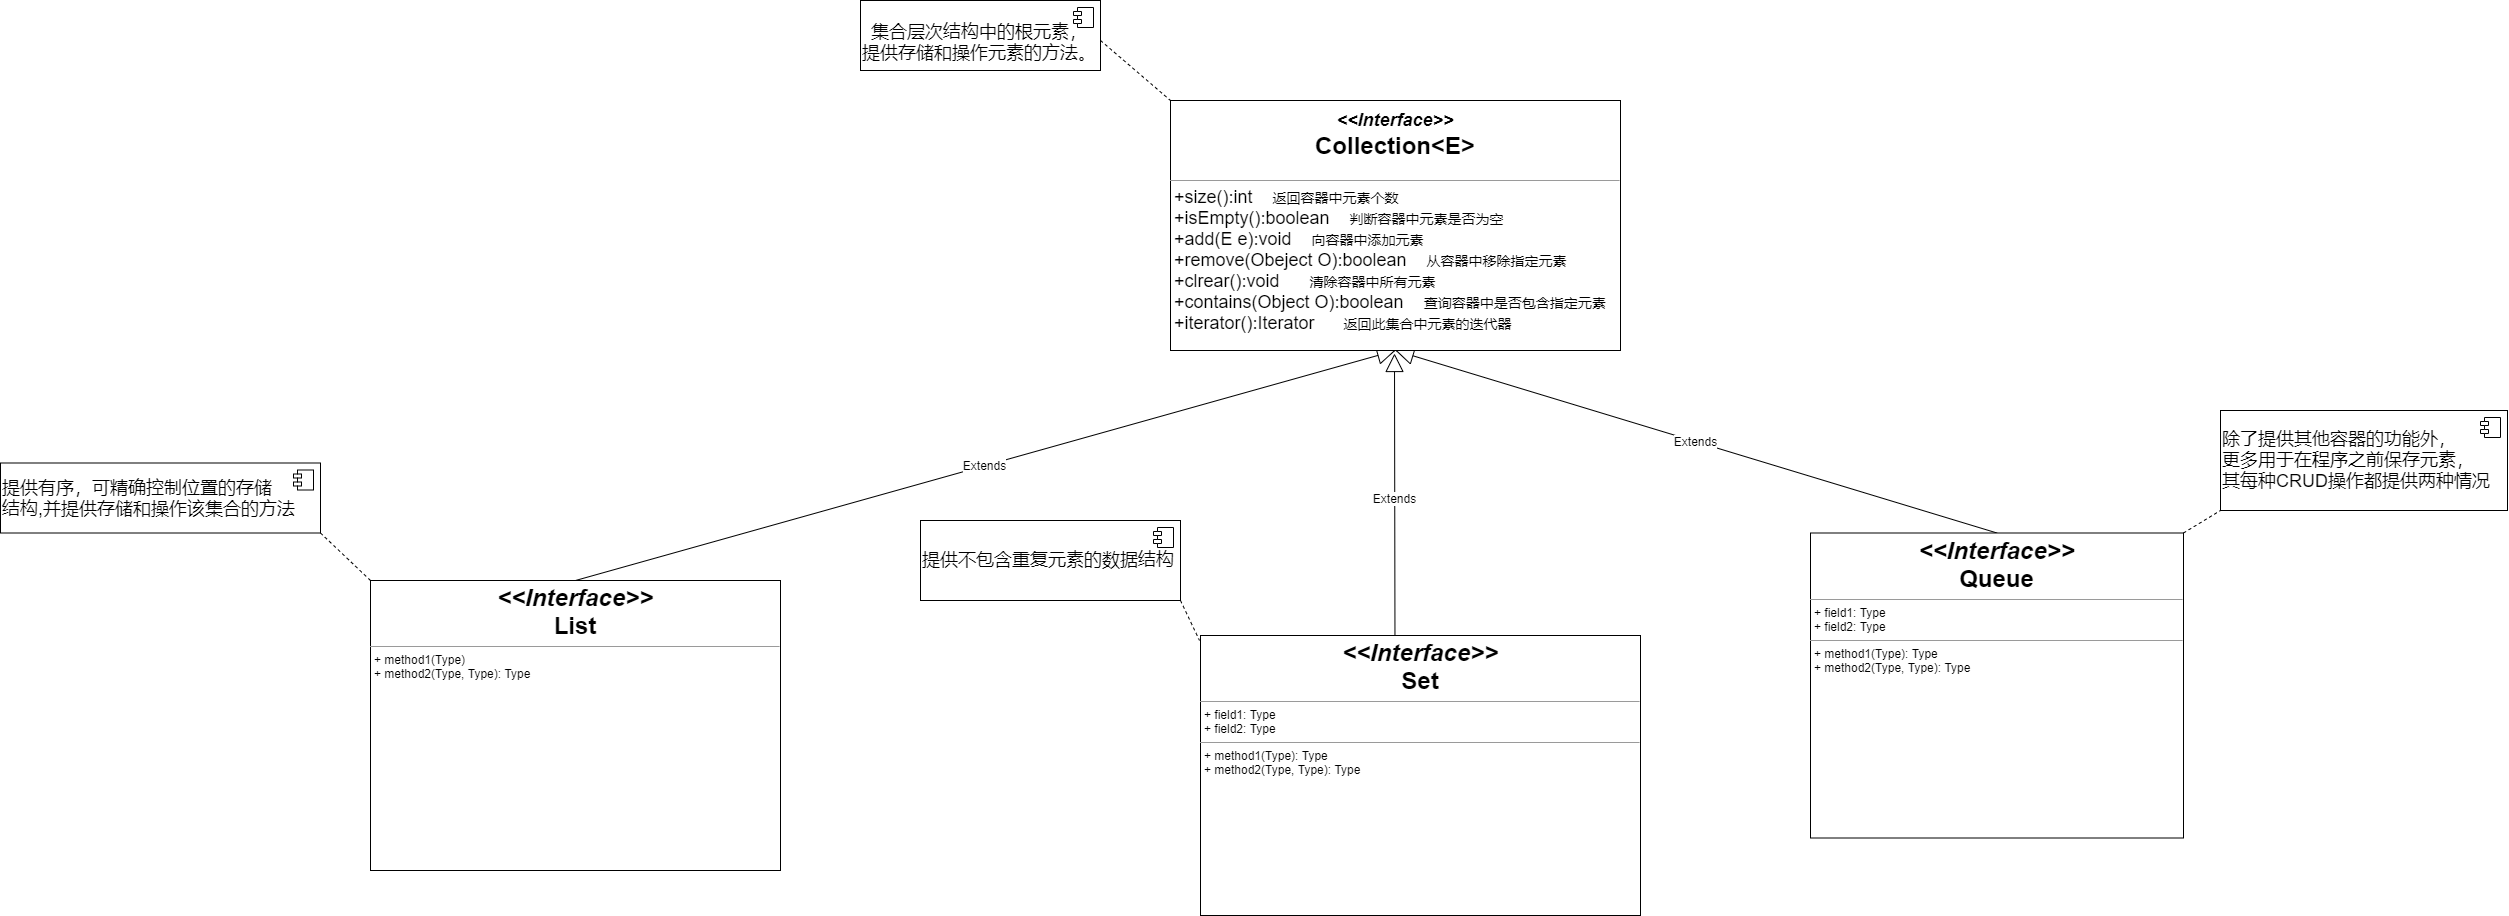 集合层次结构中的根元素，
提供存储和操作元素的方法。
<<Interface>>
Collection<E>
+size():int 返回容器中元素个数
+isEmpty():boolean 判断容器中元素是否为空
+add(E e):void 向容器中添加元素
+remove(Obeject O):boolean 从容器中移除指定元素
+clrear():void 清除容器中所有元素
+contains(Object O):boolean 查询容器中是否包含指定元素
+iterator():Iterator 返回此集合中元素的迭代器
Extends
Extends
Extends
提供有序，可精确控制位置的存储
结构,并提供存储和操作该集合的方法
<<Interface>>
List
+ method1(Type)
+ method2(Type, Type): Type
提供不包含重复元素的数据结构
<<Interface>>
Set
+ field1: Type
+ field2: Type
+ method1(Type): Type
+ method2(Type, Type): Type
除了提供其他容器的功能外，
更多用于在程序之前保存元素，
其每种CRUD操作都提供两种情况
<<Interface>>
Queue
+ field1: Type
+ field2: Type
+ method1(Type): Type
+ method2(Type, Type): Type